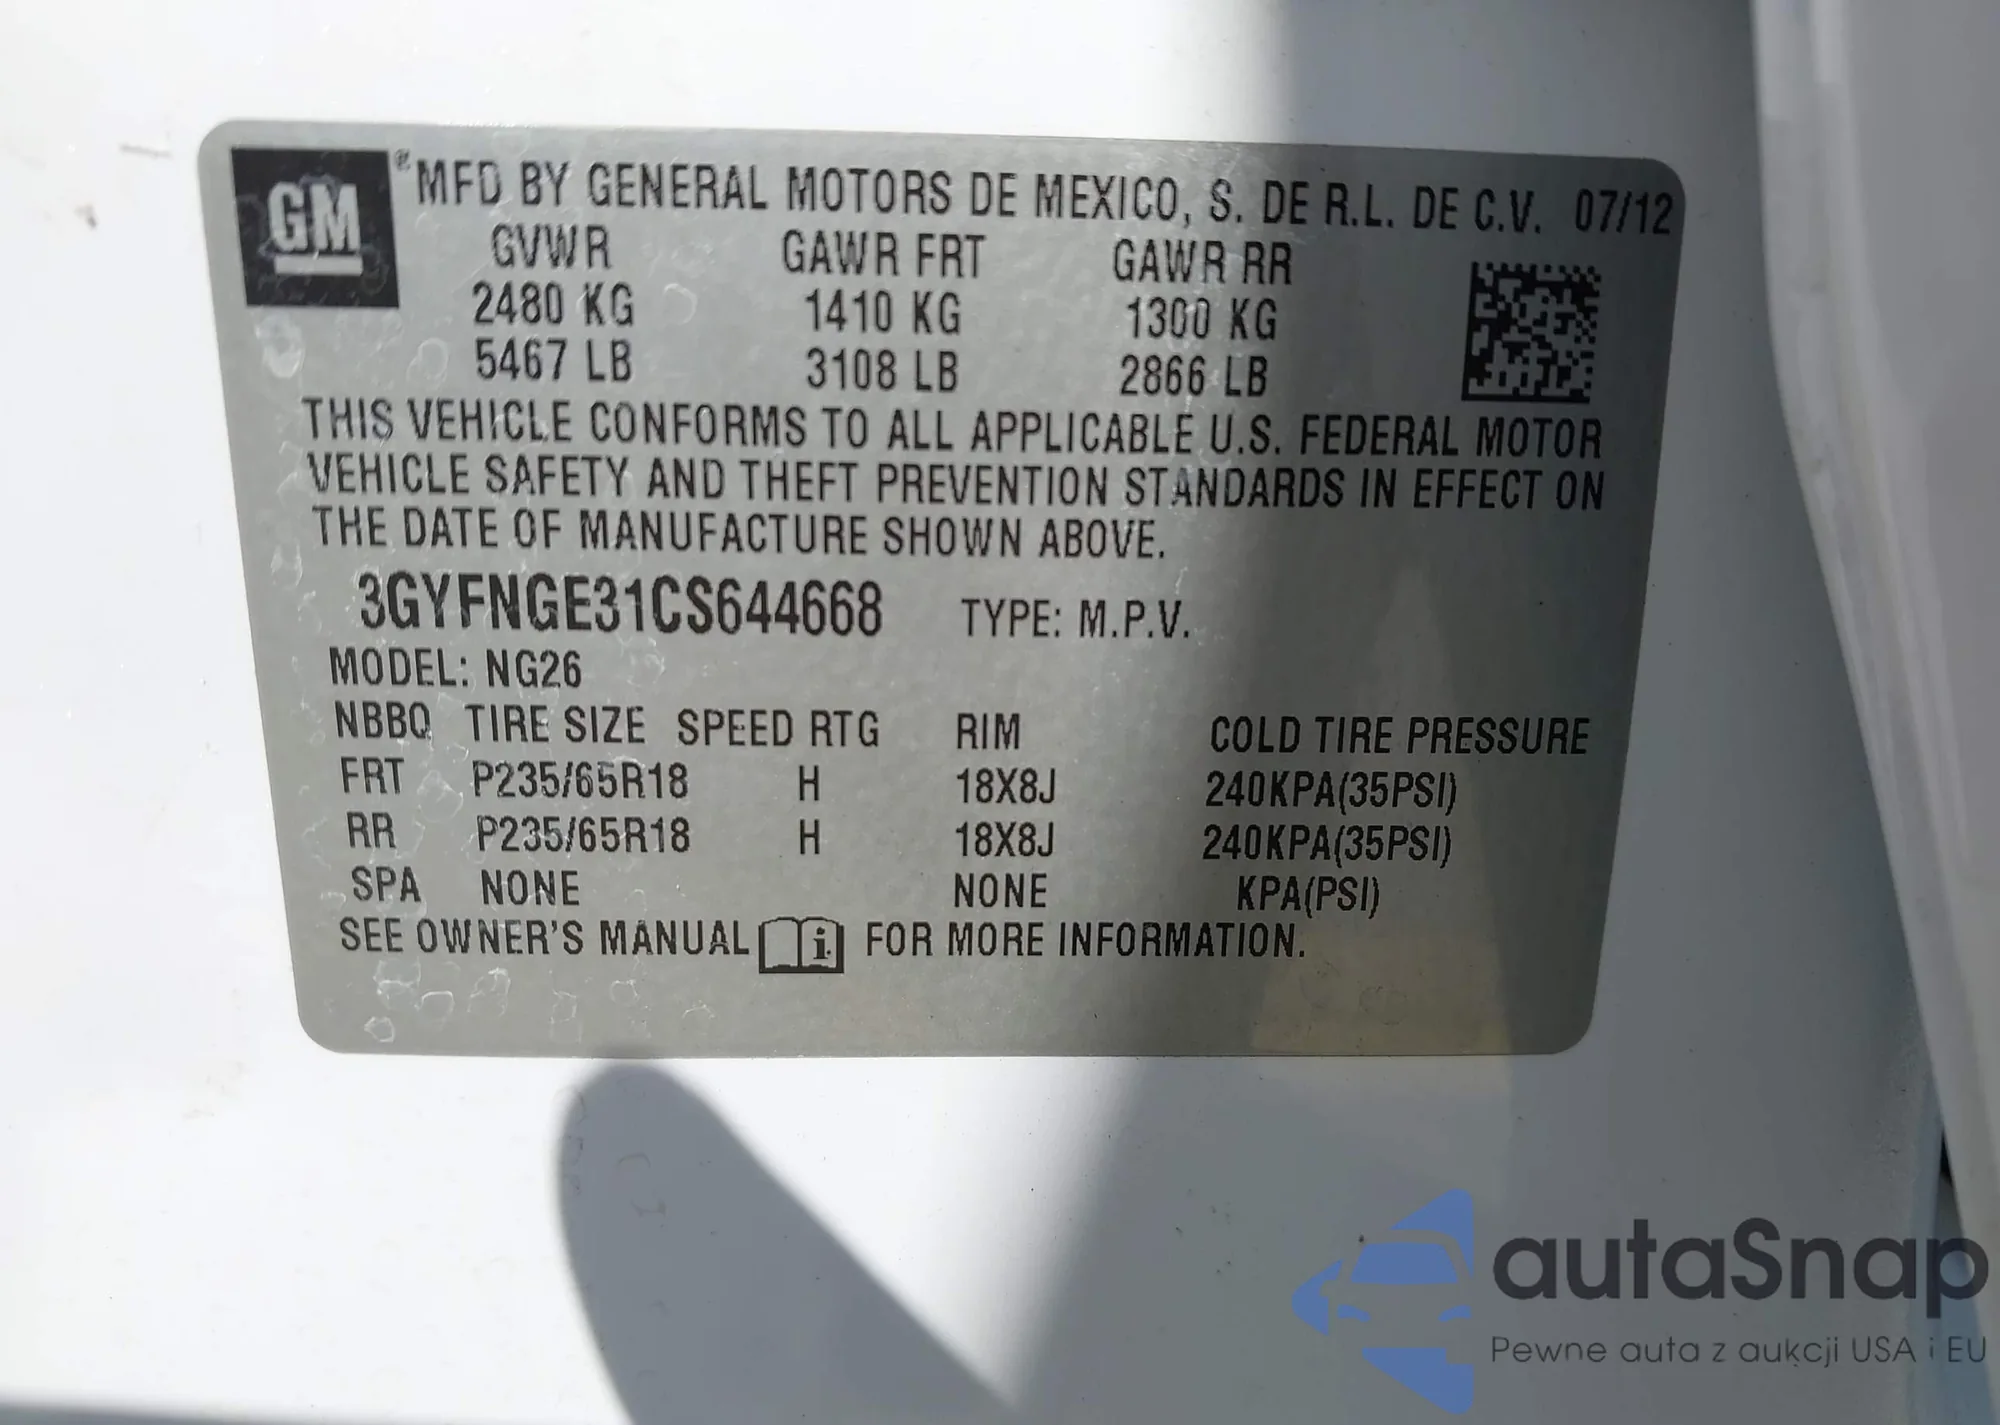 GM ® MFD BY GENERAL MOTORS DE MEXICO, S. DE R.L. DE C.V. 07/12
GVWR GAWR FRT GAWR RR
2480 KG 1410 KG 1300 KG
5467 LB 3108 LB 2866 LB
THIS VEHICLE CONFORMS TO ALL APPLICABLE U.S. FEDERAL MOTOR
VEHICLE SAFETY AND THEFT PREVENTION STANDARDS IN EFFECT ON
THE DATE OF MANUFACTURE SHOWN ABOVE.
3GYFNGE31CS644668 TYPE: M.P.V.
MODEL: NG26
NBBQ TIRE SIZE SPEED RTG RIM COLD TIRE PRESSURE
FRT P235/65R18 H 18X8J 240KPA(35PSI)
RR P235/65R18 H 18X8J 240KPA(35PSI)
SPA NONE NONE KPA(PSI)
SEE OWNER'S MANUAL i FOR MORE INFORMATION.
autaSnap
Pewne auta z aukcji USA i EU